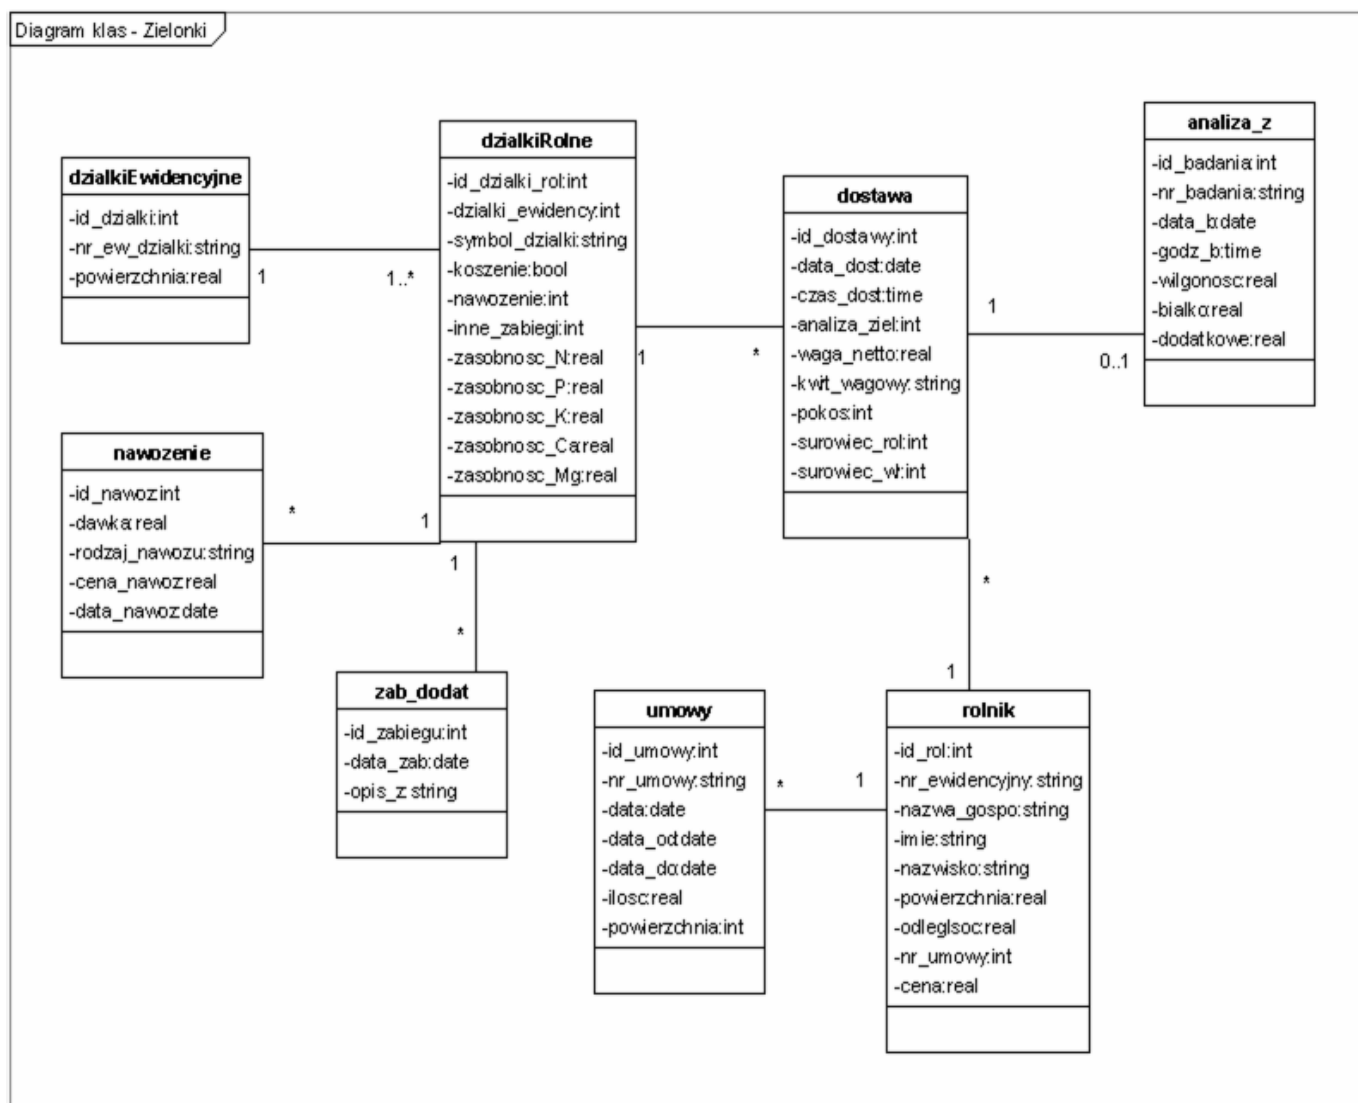 Diagram klas - Zielonki
dzialkiEwidencyjne
-id_dzialki:int
-nr_ew_dzialki:string
-powierzchnia:real
1
1..*
dzialkiRolne
-id_dzialki_rol:int
-dzialki_ewidency:int
-symbol_dzialki:string
-koszenie:bool
-nawozenie:int
-inne_zabiegi:int
-zasobnosc_N:real
-zasobnosc_P:real
-zasobnosc_K:real
-zasobnosc_Ca:real
-zasobnosc_Mg:real
1
*
dostawa
-id_dostawy:int
-data_dost:date
-czas_dost:time
-analiza_ziel:int
-waga_netto:real
-kwit_wagowy:string
-pokos:int
-surowiec_rol:int
-surowiec_wl:int
1
0..1
analiza_z
-id_badania:int
-nr_badania:string
-data_b:date
-godz_b:time
-wilgonosc:real
-bialko:real
-dodatkowe:real
nawozenie
-id_nawoz:int
-dawka:real
-rodzaj_nawozu:string
-cena_nawoz:real
-data_nawoz:date
*
1
1
*
zab_dodat
-id_zabiegu:int
-data_zab:date
-opis_z:string
*
1
umowy
-id_umowy:int
-nr_umowy:string
-data:date
-data_od:date
-data_do:date
-ilosc:real
-powierzchnia:int
*
1
rolnik
-id_rol:int
-nr_ewidencyjny:string
-nazwa_gospo:string
-imie:string
-nazwisko:string
-powierzchnia:real
-odleglsoc:real
-nr_umowy:int
-cena:real